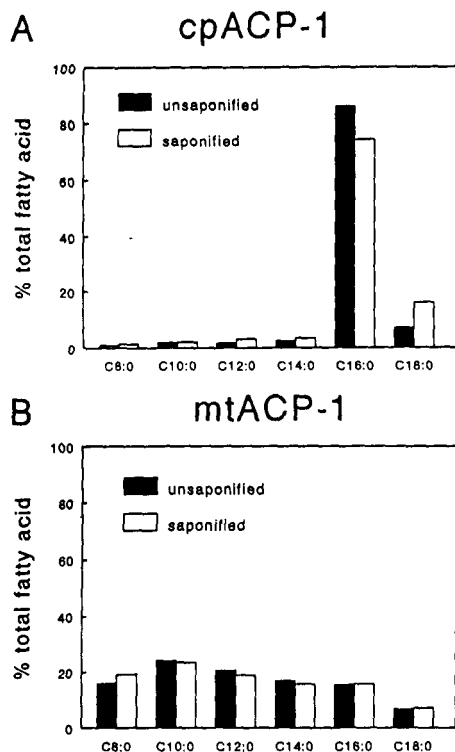 A
cpACP-1
% total fatty acid
100
80
60
40
20
0
unsaponified
saponified
C8:0 C10:0 C12:0 C14:0 C16:0 C18:0
B
mtACP-1
% total fatty acid
100
80
60
40
20
0
unsaponified
saponified
C8:0 C10:0 C12:0 C14:0 C16:0 C18:0